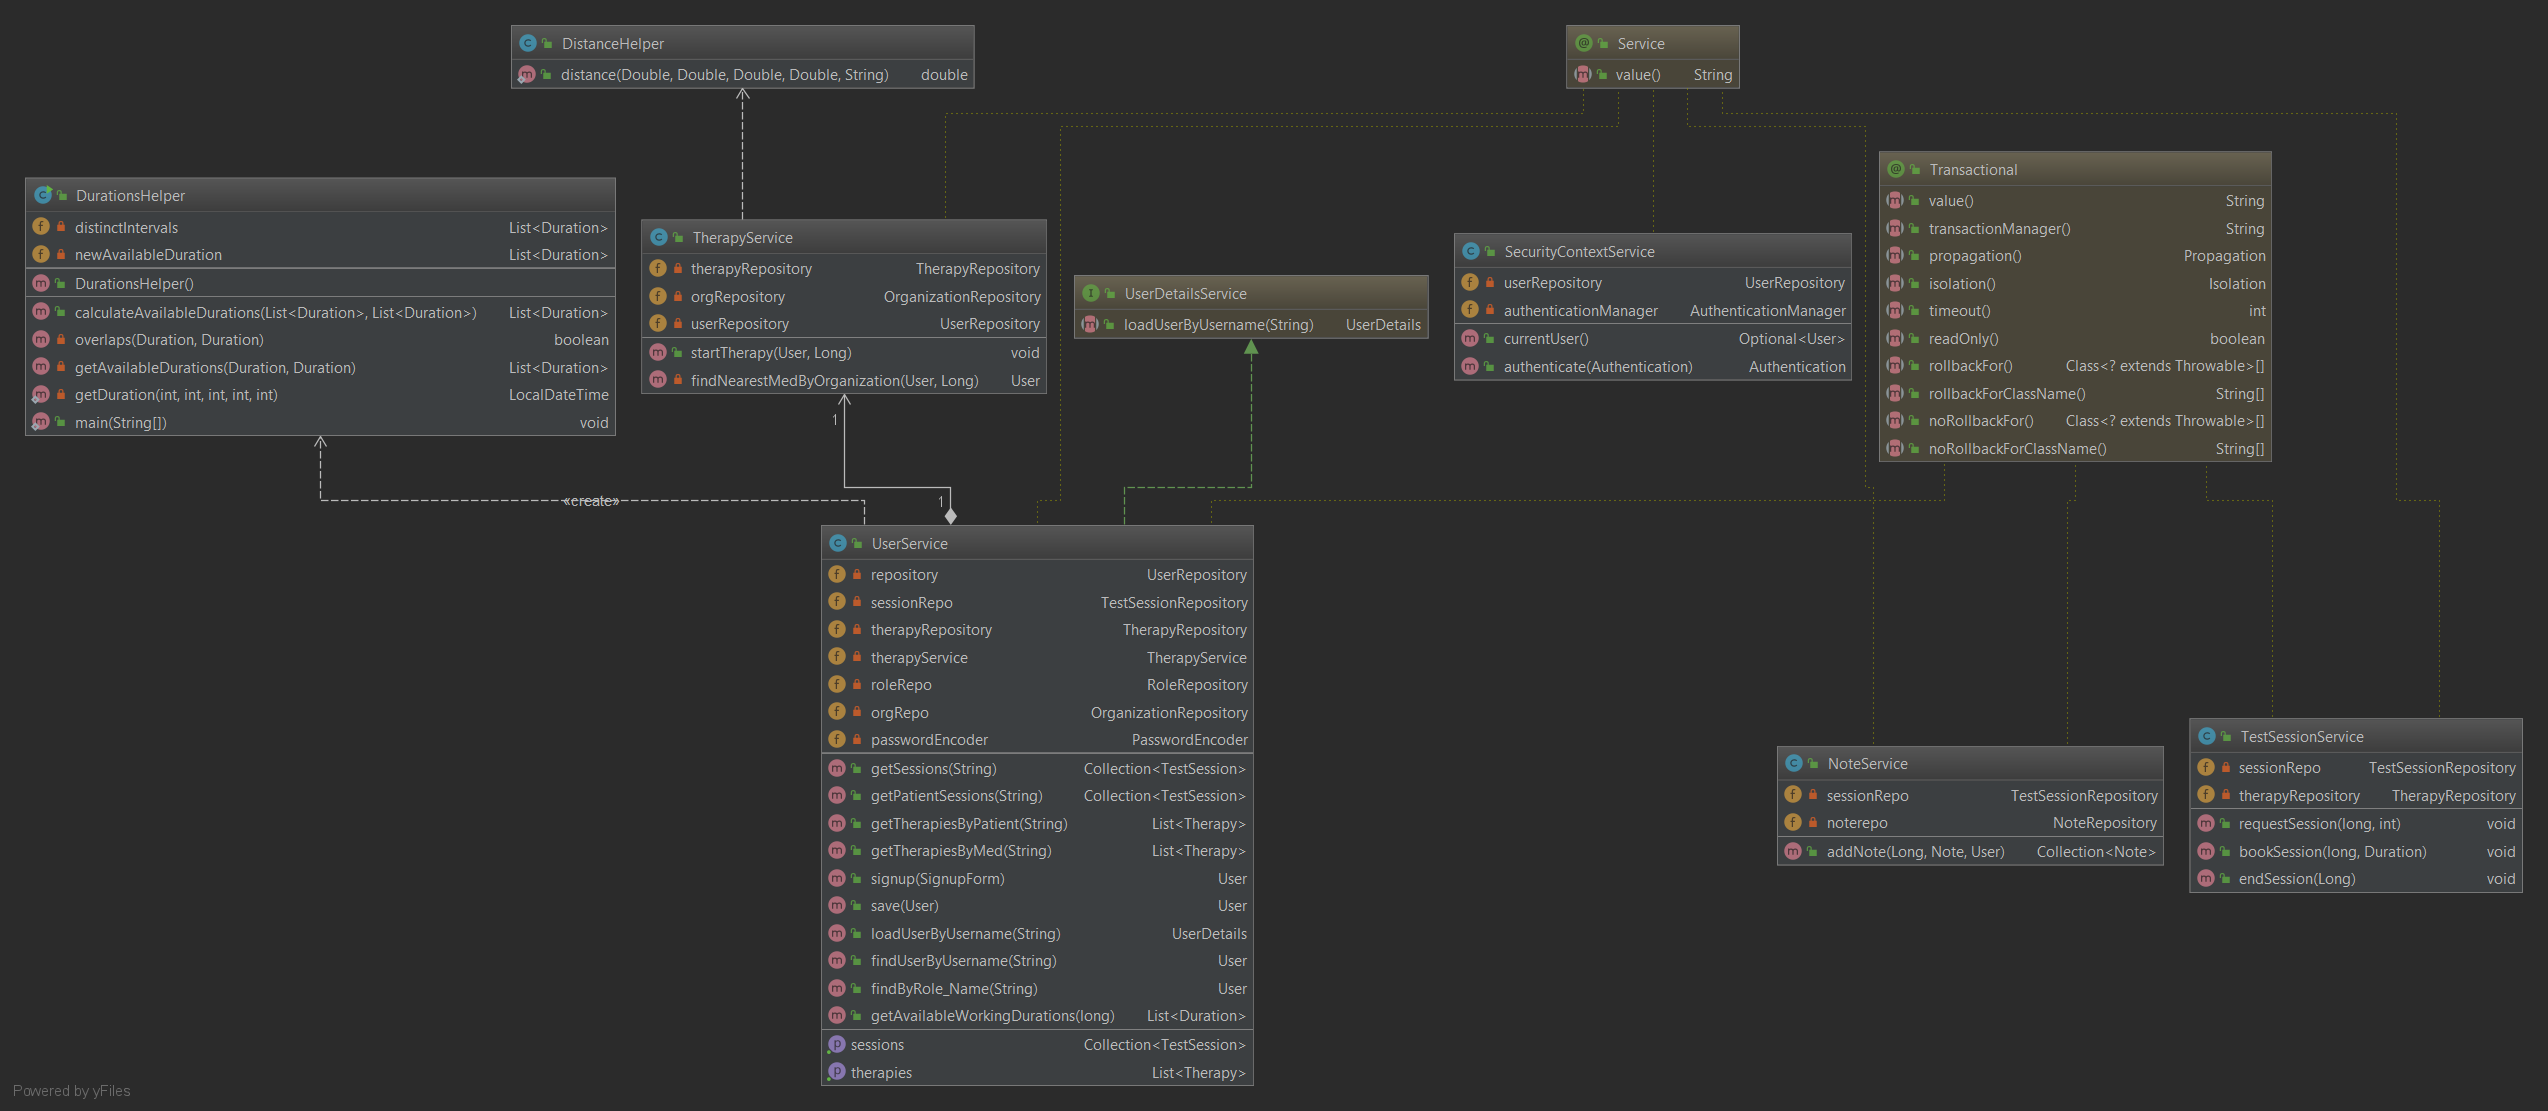 DistanceHelper
distance(Double, Double, Double, Double, String) double
Service
value() String
DurationsHelper
distinctIntervals List<Duration>
newAvailableDuration List<Duration>
DurationsHelper()
calculateAvailableDurations(List<Duration>, List<Duration>) List<Duration>
overlaps(Duration, Duration) boolean
getAvailableDurations(Duration, Duration) List<Duration>
getDuration(int, int, int, int, int) LocalDateTime
main(String[]) void
TherapyService
therapyRepository TherapyRepository
orgRepository OrganizationRepository
userRepository UserRepository
startTherapy(User, Long) void
findNearestMedByOrganization(User, Long) User
UserDetailsService
loadUserByUsername(String) UserDetails
SecurityContextService
userRepository UserRepository
authenticationManager AuthenticationManager
currentUser() Optional<User>
authenticate(Authentication) Authentication
Transactional
value() String
transactionManager() String
propagation() Propagation
isolation() Isolation
timeout() int
readOnly() boolean
rollbackFor() Class<? extends Throwable>[]
rollbackForClassName() String[]
noRollbackFor() Class<? extends Throwable>[]
noRollbackForClassName() String[]
1
«create»
1
UserService
repository UserRepository
sessionRepo TestSessionRepository
therapyRepository TherapyRepository
therapyService TherapyService
roleRepo RoleRepository
orgRepo OrganizationRepository
passwordEncoder PasswordEncoder
getSessions(String) Collection<TestSession>
getPatientSessions(String) Collection<TestSession>
getTherapiesByPatient(String) List<Therapy>
getTherapiesByMed(String) List<Therapy>
signup(SignupForm) User
save(User) User
loadUserByUsername(String) UserDetails
findUserByUsername(String) User
findByRole_Name(String) User
getAvailableWorkingDurations(long) List<Duration>
sessions Collection<TestSession>
therapies List<Therapy>
NoteService
sessionRepo TestSessionRepository
noterepo NoteRepository
addNote(Long, Note, User) Collection<Note>
TestSessionService
sessionRepo TestSessionRepository
therapyRepository TherapyRepository
requestSession(long, int) void
bookSession(long, Duration) void
endSession(Long) void
Powered by yFiles